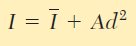 I = Ī + Ad²